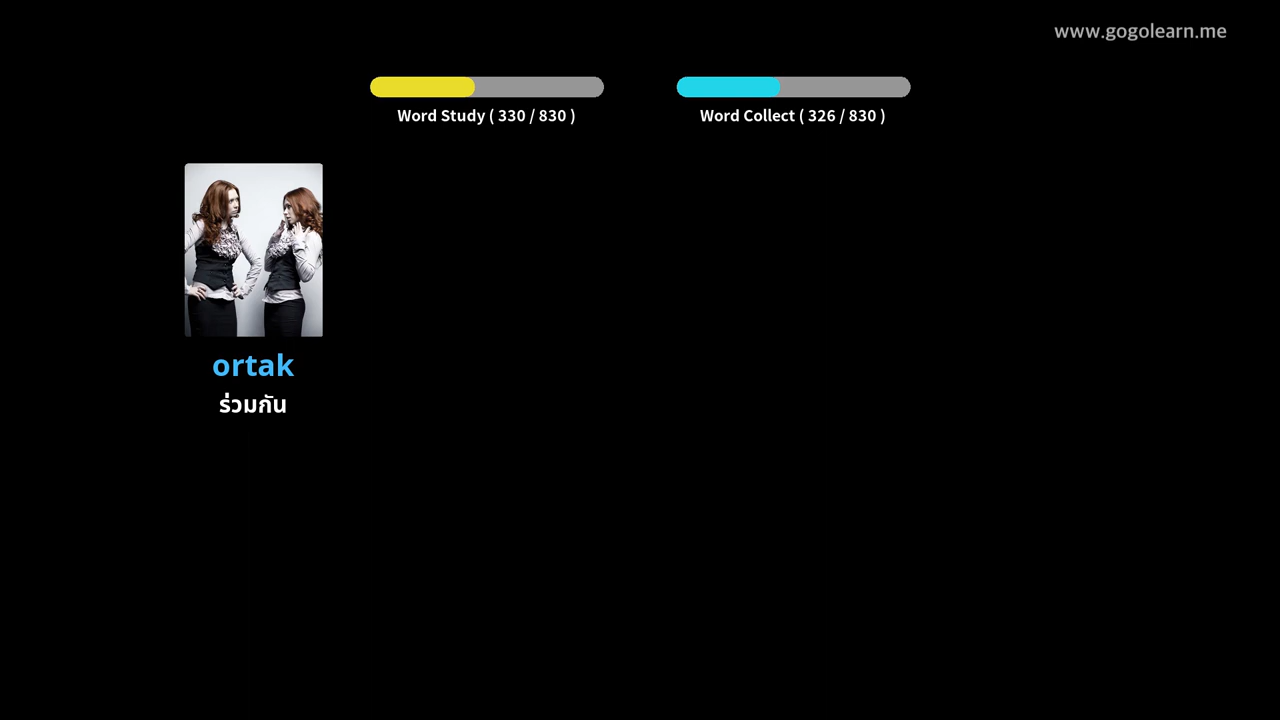 www.gogolearn.me
Word Study ( 330 / 830 )
Word Collect ( 326 / 830 )
ortak
ร่วมกัน